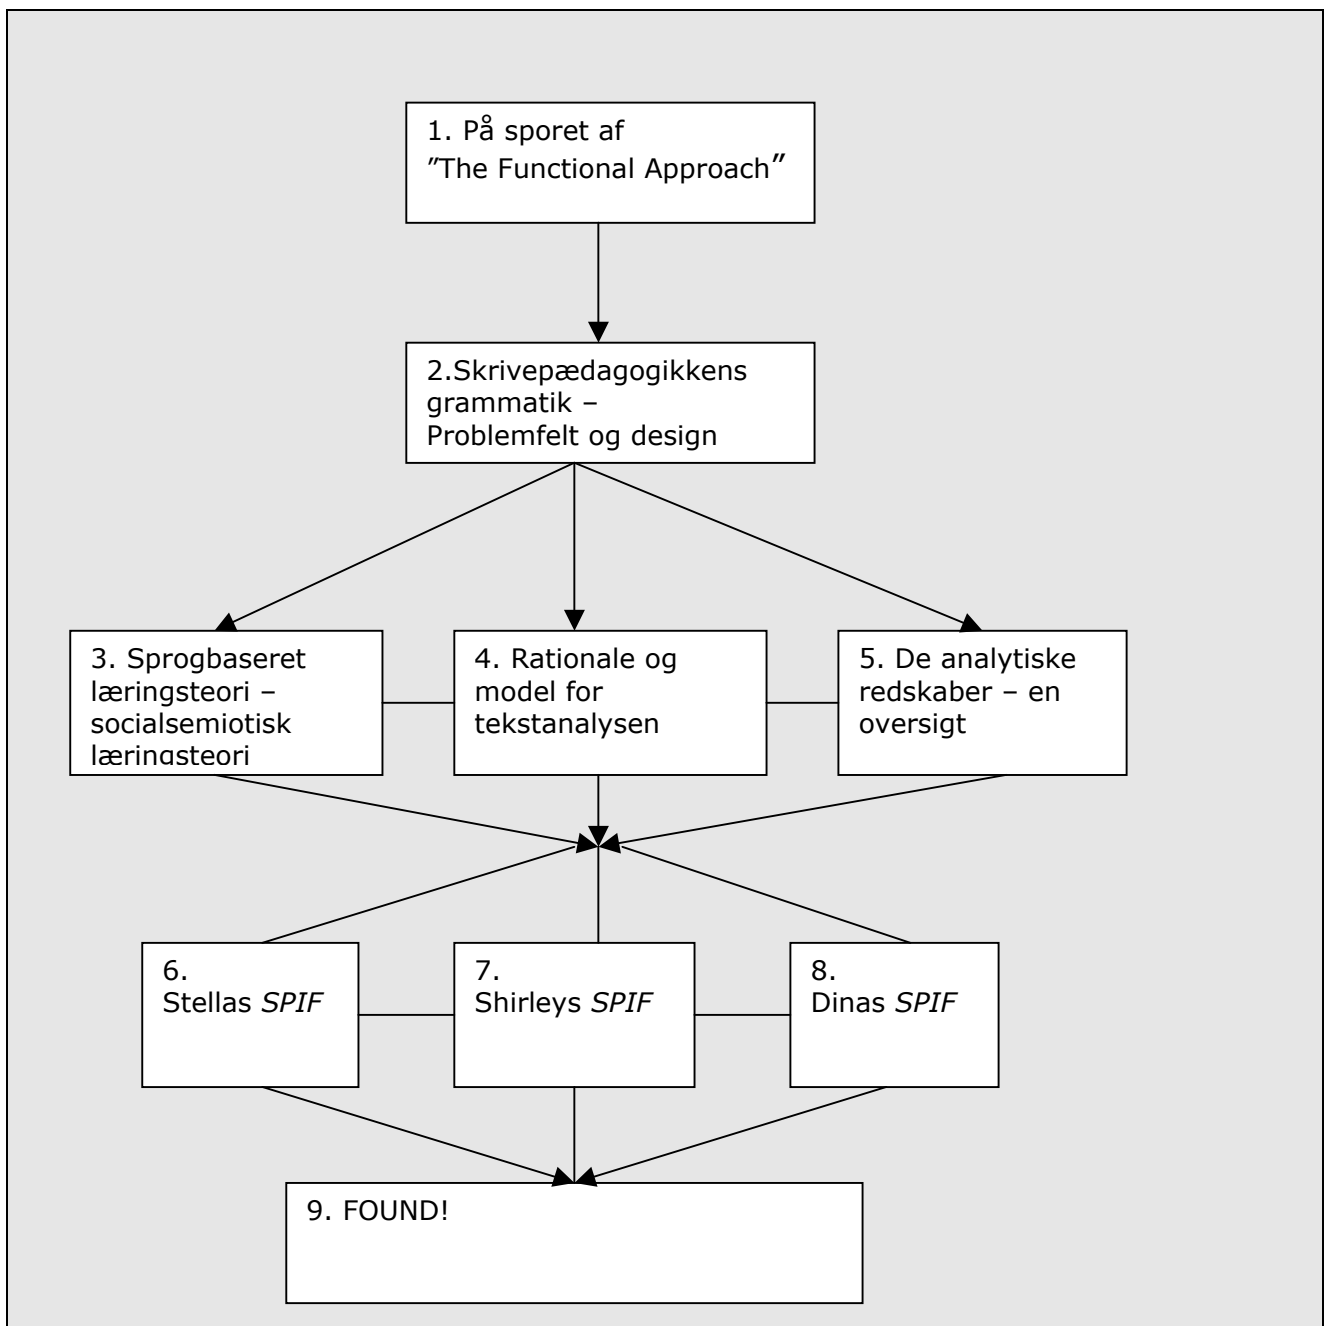 1. På sporet af
”The Functional Approach”
2.Skrivepædagogikkens
grammatik –
Problemfelt og design
3. Sprogbaseret
læringsteori –
socialsemiotisk
læringsteori
4. Rationale og
model for
tekstanalysen
5. De analytiske
redskaber – en
oversigt
6.
Stellas SPIF
7.
Shirleys SPIF
8.
Dinas SPIF
9. FOUND!